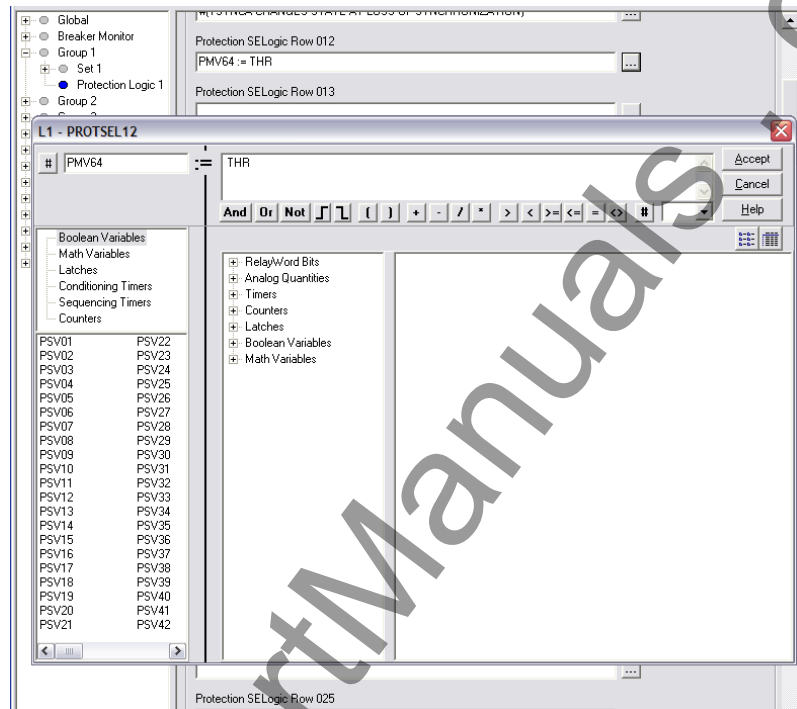 Global
Breaker Monitor
Group 1
Set 1
Protection Logic 1
Group 2
Protection SELogic Row 012
PMV64 := THR
...
Protection SELogic Row 013
L1 - PROTSEL12
# PMV64 := THR
Accept
Cancel
Help
And Or Not ( ) + - / * > < >= <= = <> #
Boolean Variables
Math Variables
Latches
Conditioning Timers
Sequencing Timers
Counters
RelayWord Bits
Analog Quantities
Timers
Counters
Latches
Boolean Variables
Math Variables
PSV01 PSV22
PSV02 PSV23
PSV03 PSV24
PSV04 PSV25
PSV05 PSV26
PSV06 PSV27
PSV07 PSV28
PSV08 PSV29
PSV09 PSV30
PSV10 PSV31
PSV11 PSV32
PSV12 PSV33
PSV13 PSV34
PSV14 PSV35
PSV15 PSV36
PSV16 PSV37
PSV17 PSV38
PSV18 PSV39
PSV19 PSV40
PSV20 PSV41
PSV21 PSV42
...
Protection SELogic Row 025
rtManuals